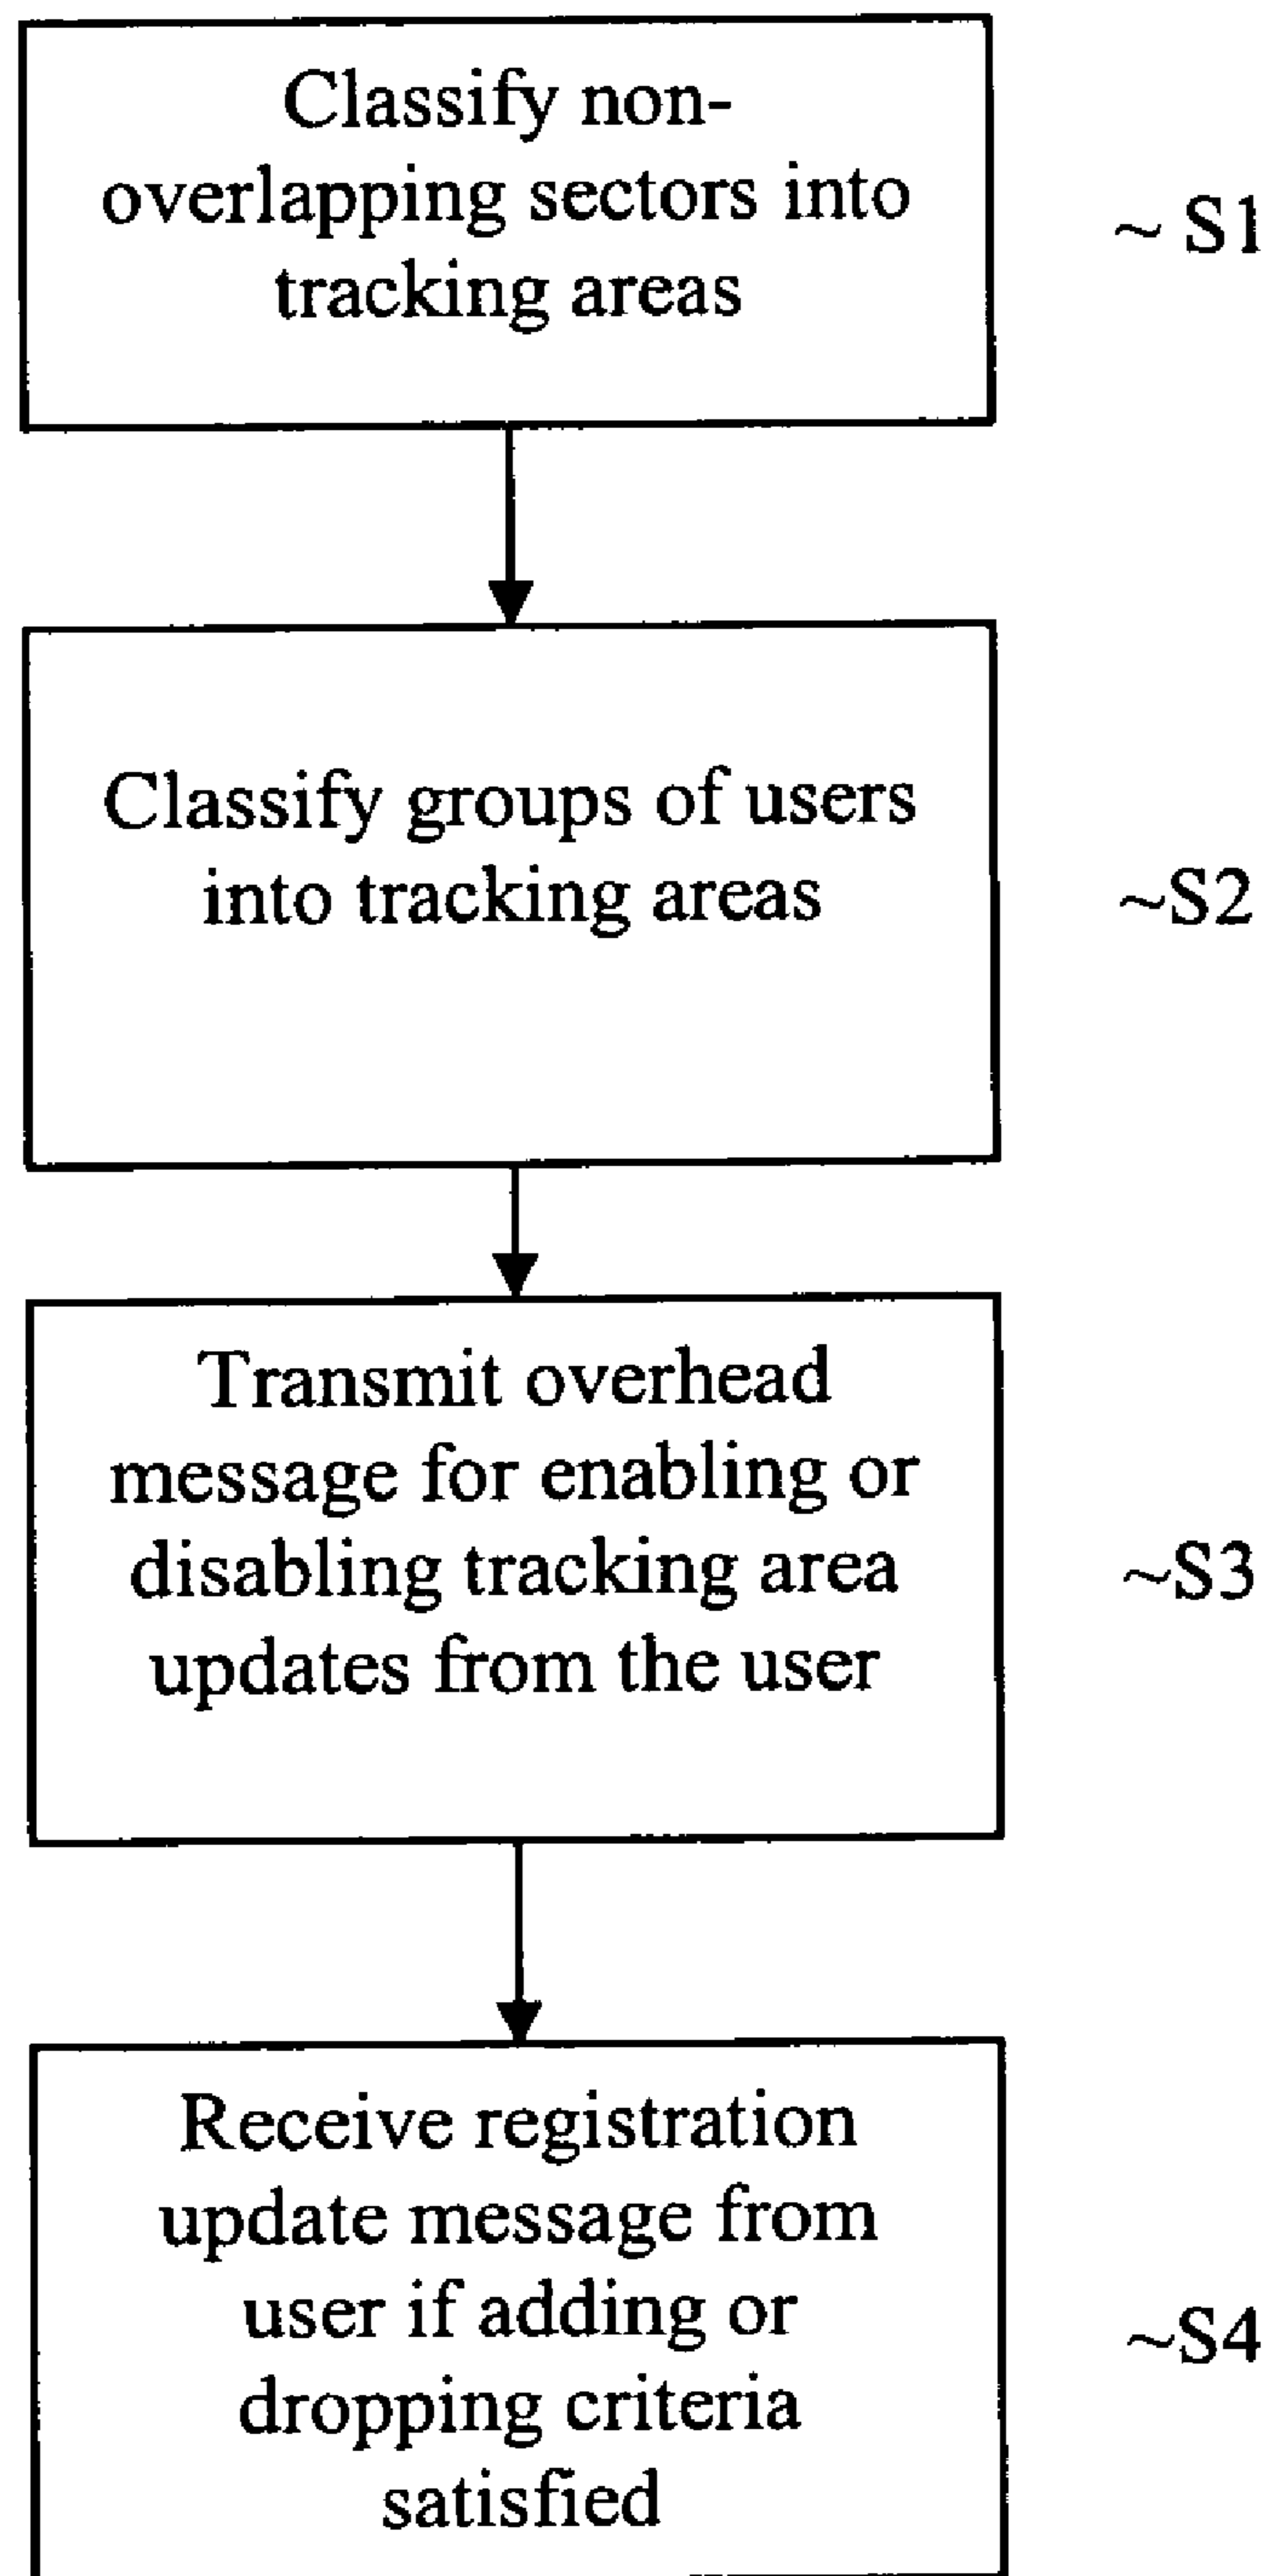 Classify non-
overlapping sectors into
tracking areas
~ S1
Classify groups of users
into tracking areas
~S2
Transmit overhead
message for enabling or
disabling tracking area
updates from the user
~S3
Receive registration
update message from
user if adding or
dropping criteria
satisfied
~S4